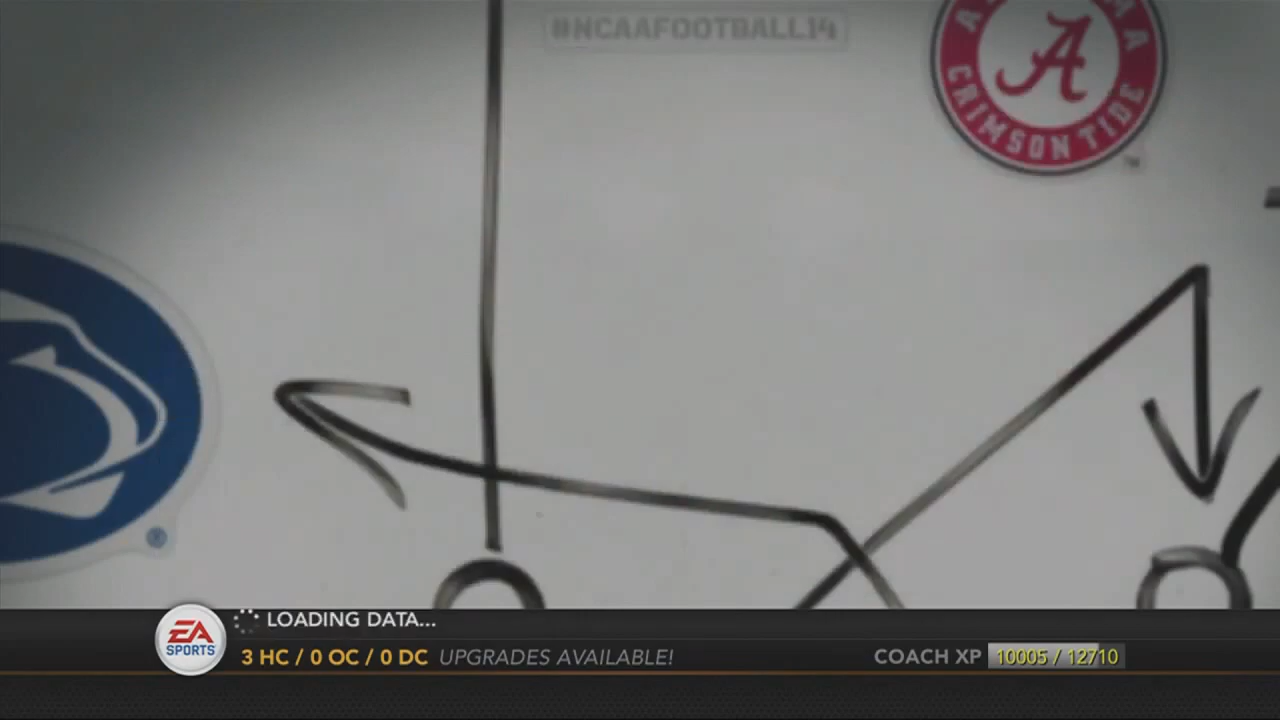 #NCAAFOOTBALL14
CRIMSON TIDE
A
TM
®
EA
SPORTS
LOADING DATA...
3 HC / 0 OC / 0 DC UPGRADES AVAILABLE!
COACH XP 10005 / 12710